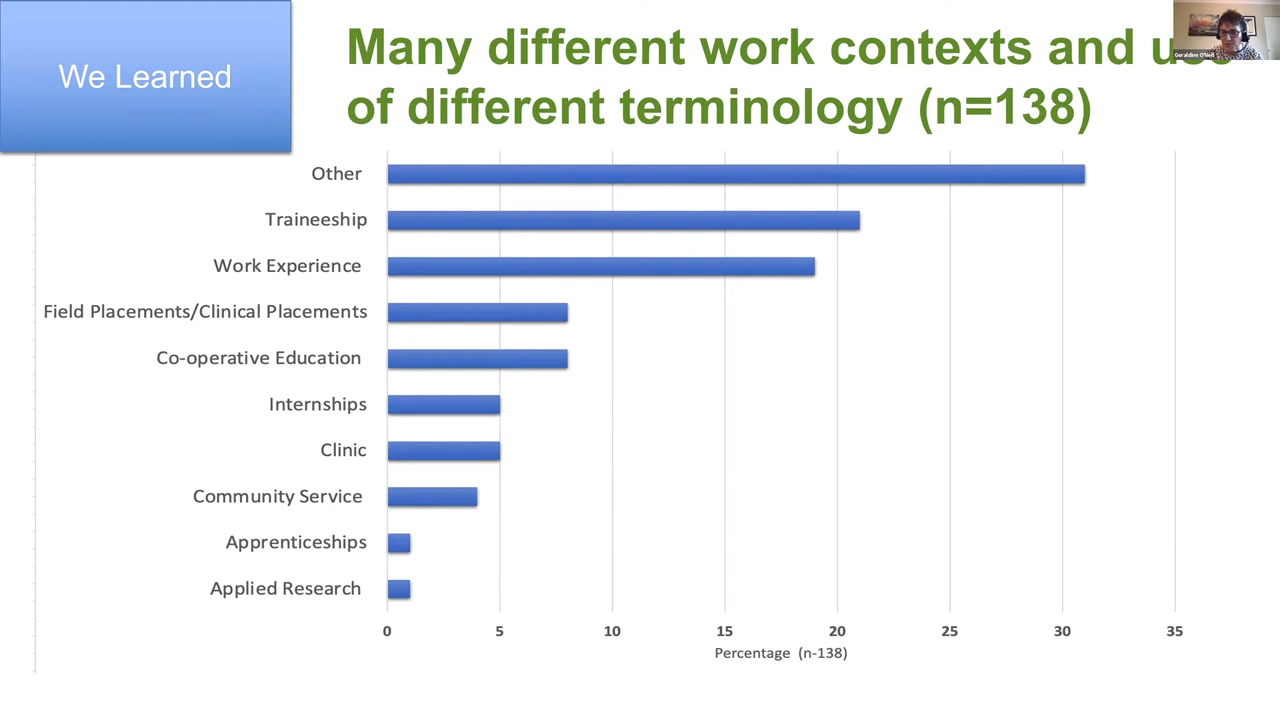 We Learned
Many different work contexts and
of different terminology (n=138)
Geraldine O'Neill
Other
Traineeship
Work Experience
Field Placements/Clinical Placements
Co-operative Education
Internships
Clinic
Community Service
Apprenticeships
Applied Research
0 5 10 15 20 25 30 35
Percentage (n-138)